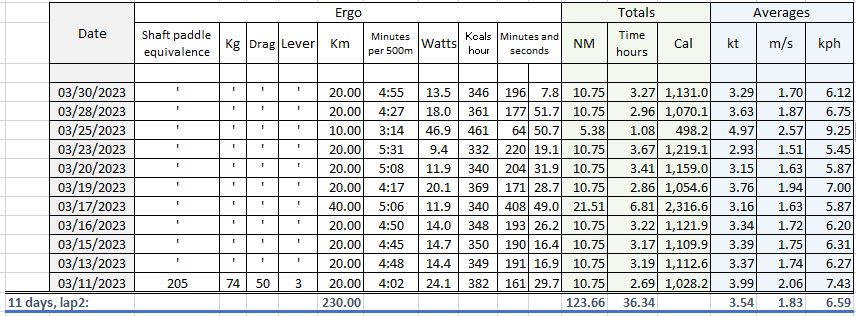 Ergo Totals Averages
Date Shaft paddle equivalence Kg Drag Lever Km Minutes per 500m Watts Kcals hour Minutes and seconds NM Time hours Cal kt m/s kph
03/30/2023 ' ' ' ' 20.00 4:55 13.5 346 196 7.8 10.75 3.27 1,131.0 3.29 1.70 6.12
03/28/2023 ' ' ' ' 20.00 4:27 18.0 361 177 51.7 10.75 2.96 1,070.1 3.63 1.87 6.75
03/25/2023 ' ' ' ' 10.00 3:14 46.9 461 64 50.7 5.38 1.08 498.2 4.97 2.57 9.25
03/23/2023 ' ' ' ' 20.00 5:31 9.4 332 220 19.1 10.75 3.67 1,219.1 2.93 1.51 5.45
03/20/2023 ' ' ' ' 20.00 5:08 11.9 340 204 31.9 10.75 3.41 1,159.0 3.15 1.63 5.87
03/19/2023 ' ' ' ' 20.00 4:17 20.1 369 171 28.7 10.75 2.86 1,054.6 3.76 1.94 7.00
03/17/2023 ' ' ' ' 40.00 5:06 11.9 340 408 49.0 21.51 6.81 2,316.6 3.16 1.63 5.87
03/16/2023 ' ' ' ' 20.00 4:50 14.0 348 193 26.2 10.75 3.22 1,121.9 3.34 1.72 6.20
03/15/2023 ' ' ' ' 20.00 4:45 14.7 350 190 16.4 10.75 3.17 1,109.9 3.39 1.75 6.31
03/13/2023 ' ' ' ' 20.00 4:48 14.4 349 191 16.9 10.75 3.19 1,112.6 3.37 1.74 6.27
03/11/2023 205 74 50 3 20.00 4:02 24.1 382 161 29.7 10.75 2.69 1,028.2 3.99 2.06 7.43
11 days, lap2: 230.00 123.66 36.34 3.54 1.83 6.59